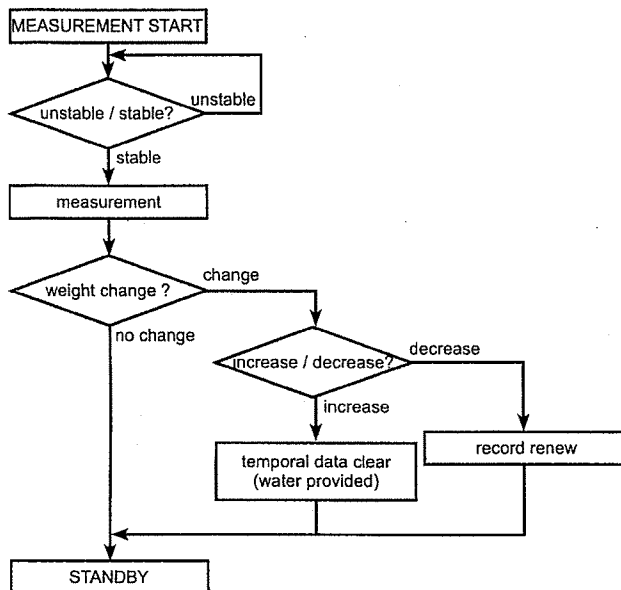 MEASUREMENT START
unstable
unstable / stable?
stable
measurement
change
weight change ?
no change
decrease
increase / decrease?
increase
temporal data clear
(water provided)
record renew
STANDBY